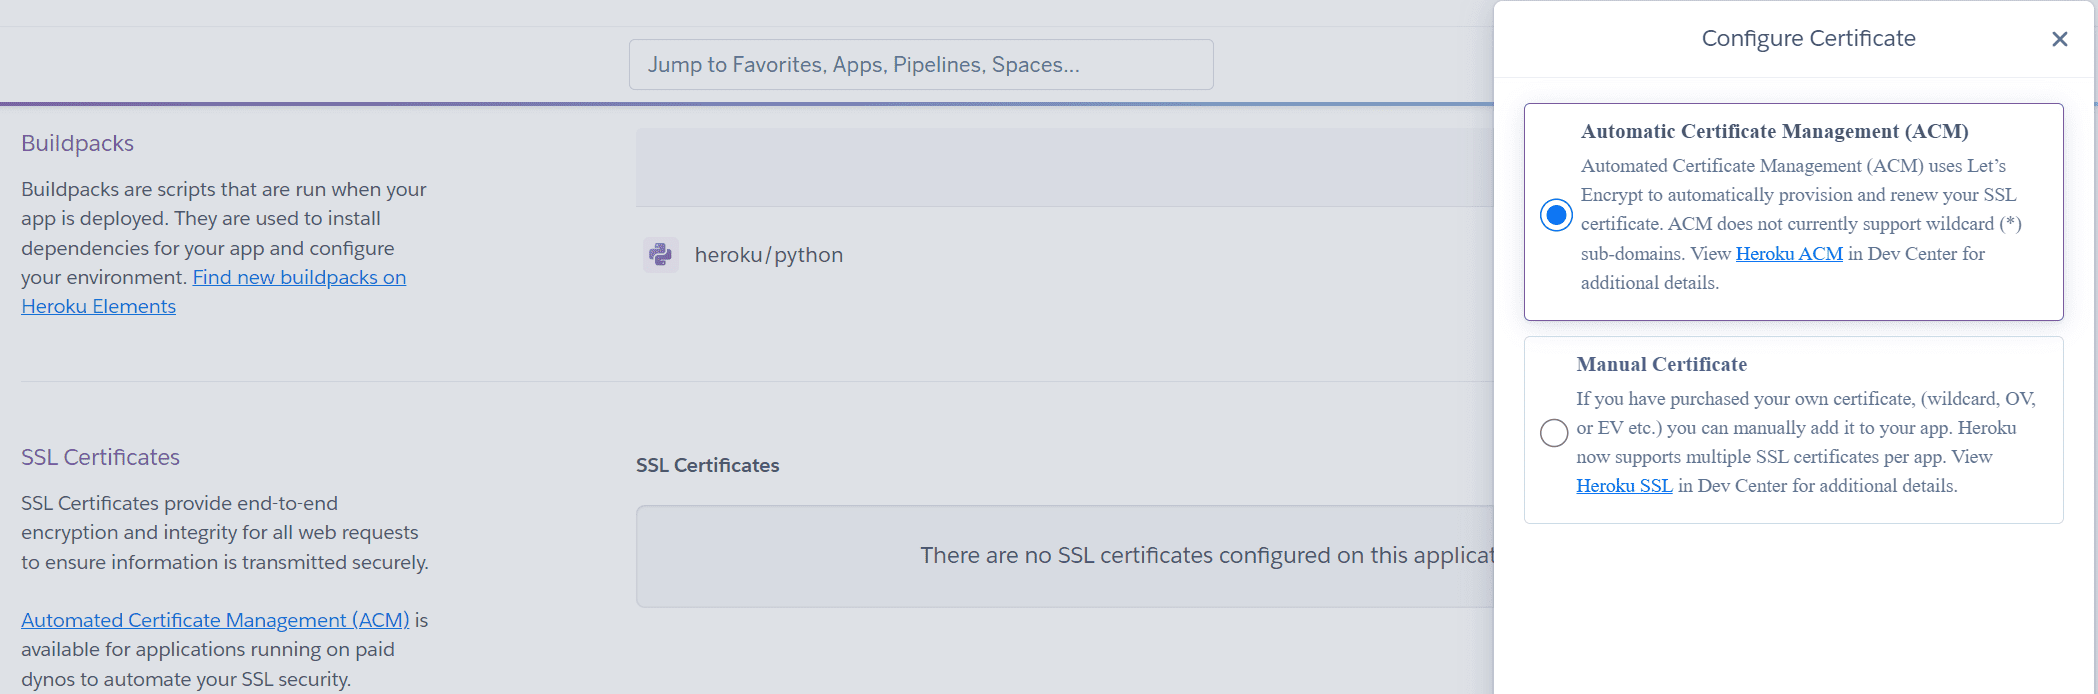 Jump to Favorites, Apps, Pipelines, Spaces...
Buildpacks
Buildpacks are scripts that are run when your
app is deployed. They are used to install
dependencies for your app and configure
your environment. Find new buildpacks on
Heroku Elements
heroku/python
SSL Certificates
SSL Certificates provide end-to-end
encryption and integrity for all web requests
to ensure information is transmitted securely.
Automated Certificate Management (ACM) is
available for applications running on paid
dynos to automate your SSL security.
SSL Certificates
There are no SSL certificates configured on this applicat
Configure Certificate
Automatic Certificate Management (ACM)
Automated Certificate Management (ACM) uses Let’s
Encrypt to automatically provision and renew your SSL
certificate. ACM does not currently support wildcard (*)
sub-domains. View Heroku ACM in Dev Center for
additional details.
Manual Certificate
If you have purchased your own certificate, (wildcard, OV,
or EV etc.) you can manually add it to your app. Heroku
now supports multiple SSL certificates per app. View
Heroku SSL in Dev Center for additional details.